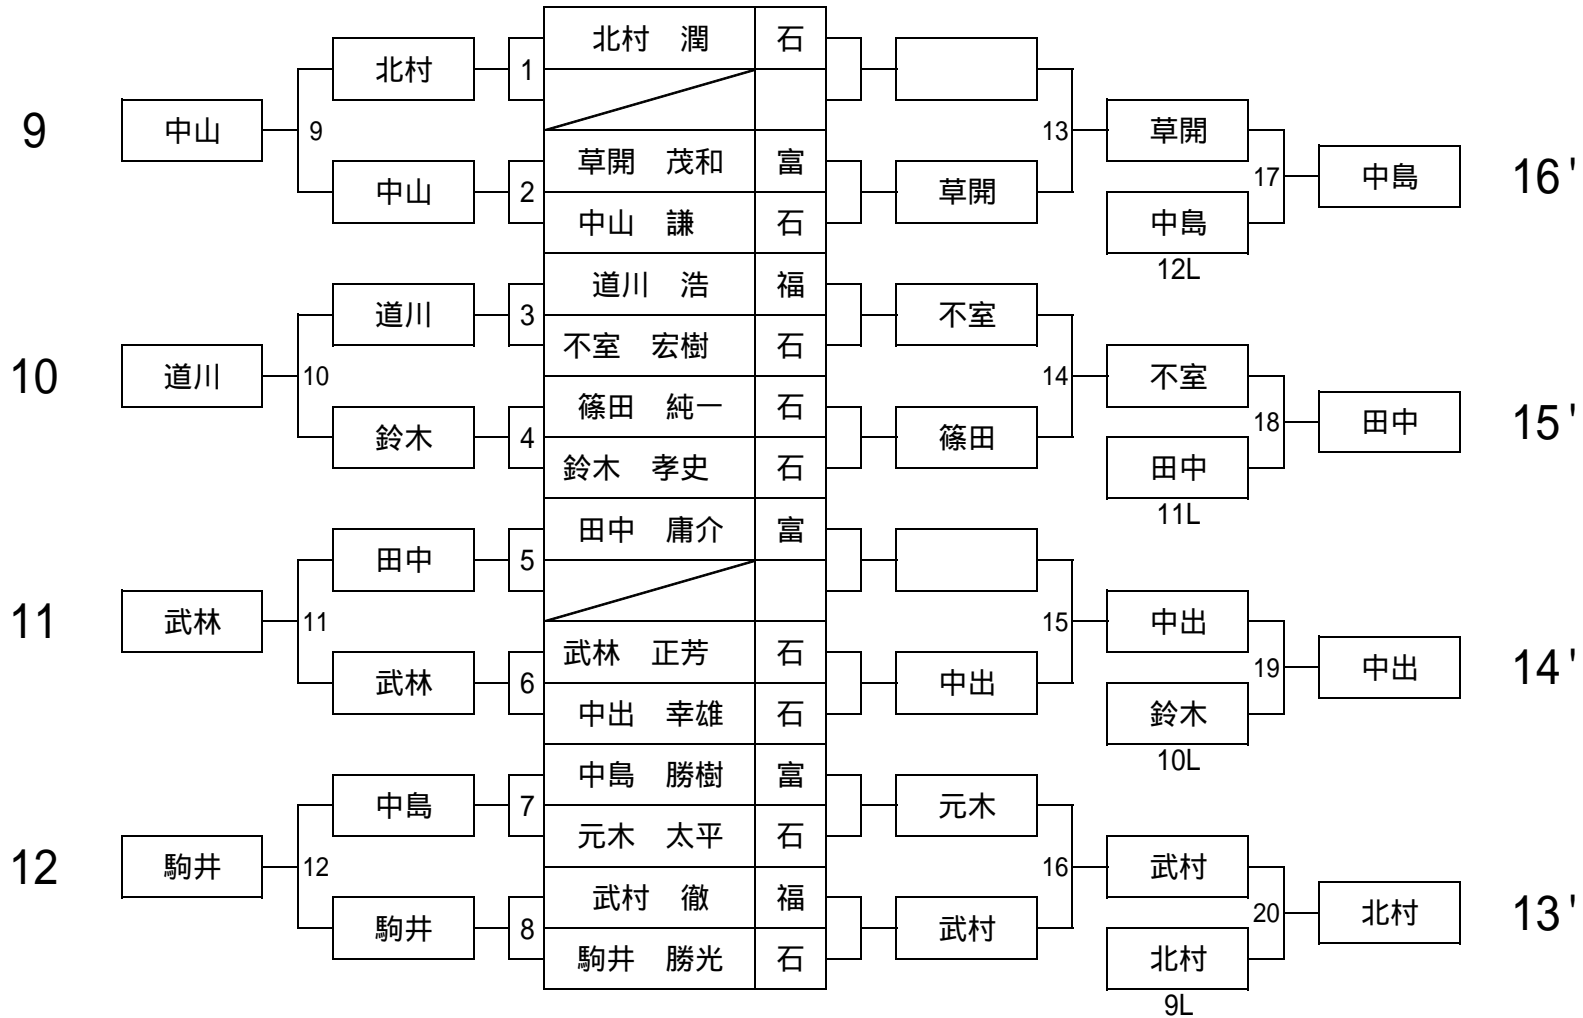 北村　潤 石
北村 1
9 中山 9 13 草開
草開　茂和 富
中山 2 草開 17 中島 16'
中山　謙 石 中島
12L
道川　浩 福
道川 3 不室
不室　宏樹 石
10 道川 10 14 不室
篠田　純一 石
鈴木 4 篠田 18 田中 15'
鈴木　孝史 石 田中
11L
田中　庸介 富
田中 5
11 武林 11 15 中出
武林　正芳 石
武林 6 中出 19 中出 14'
中出　幸雄 石 鈴木
10L
中島　勝樹 富
中島 7 元木
元木　太平 石
12 駒井 12 16 武村
武村　徹 福
駒井 8 武村 20 北村 13'
駒井　勝光 石 北村
9L